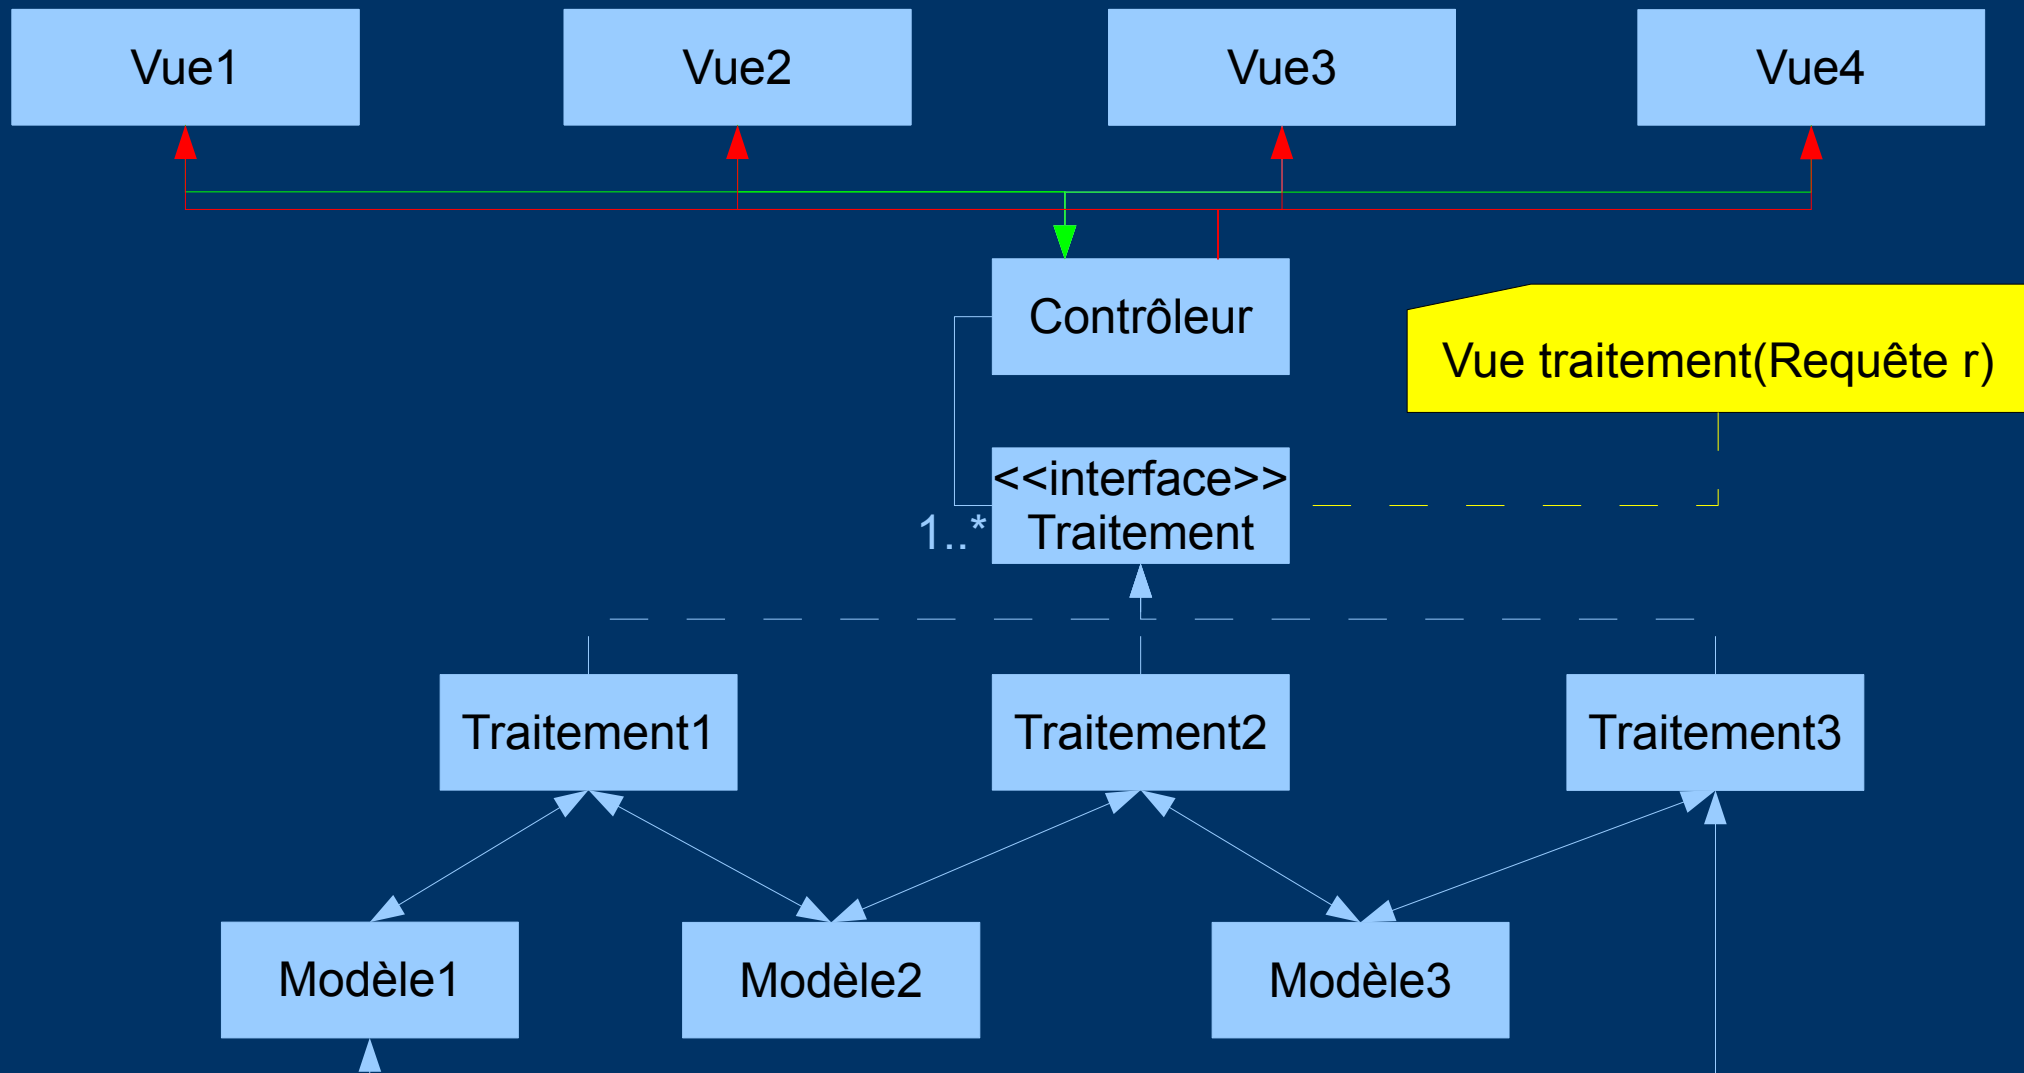 Vue1
Vue2
Vue3
Vue4
Contrôleur
Vue traitement(Requête r)
<<interface>>
Traitement
1..*
Traitement1
Traitement2
Traitement3
Modèle1
Modèle2
Modèle3